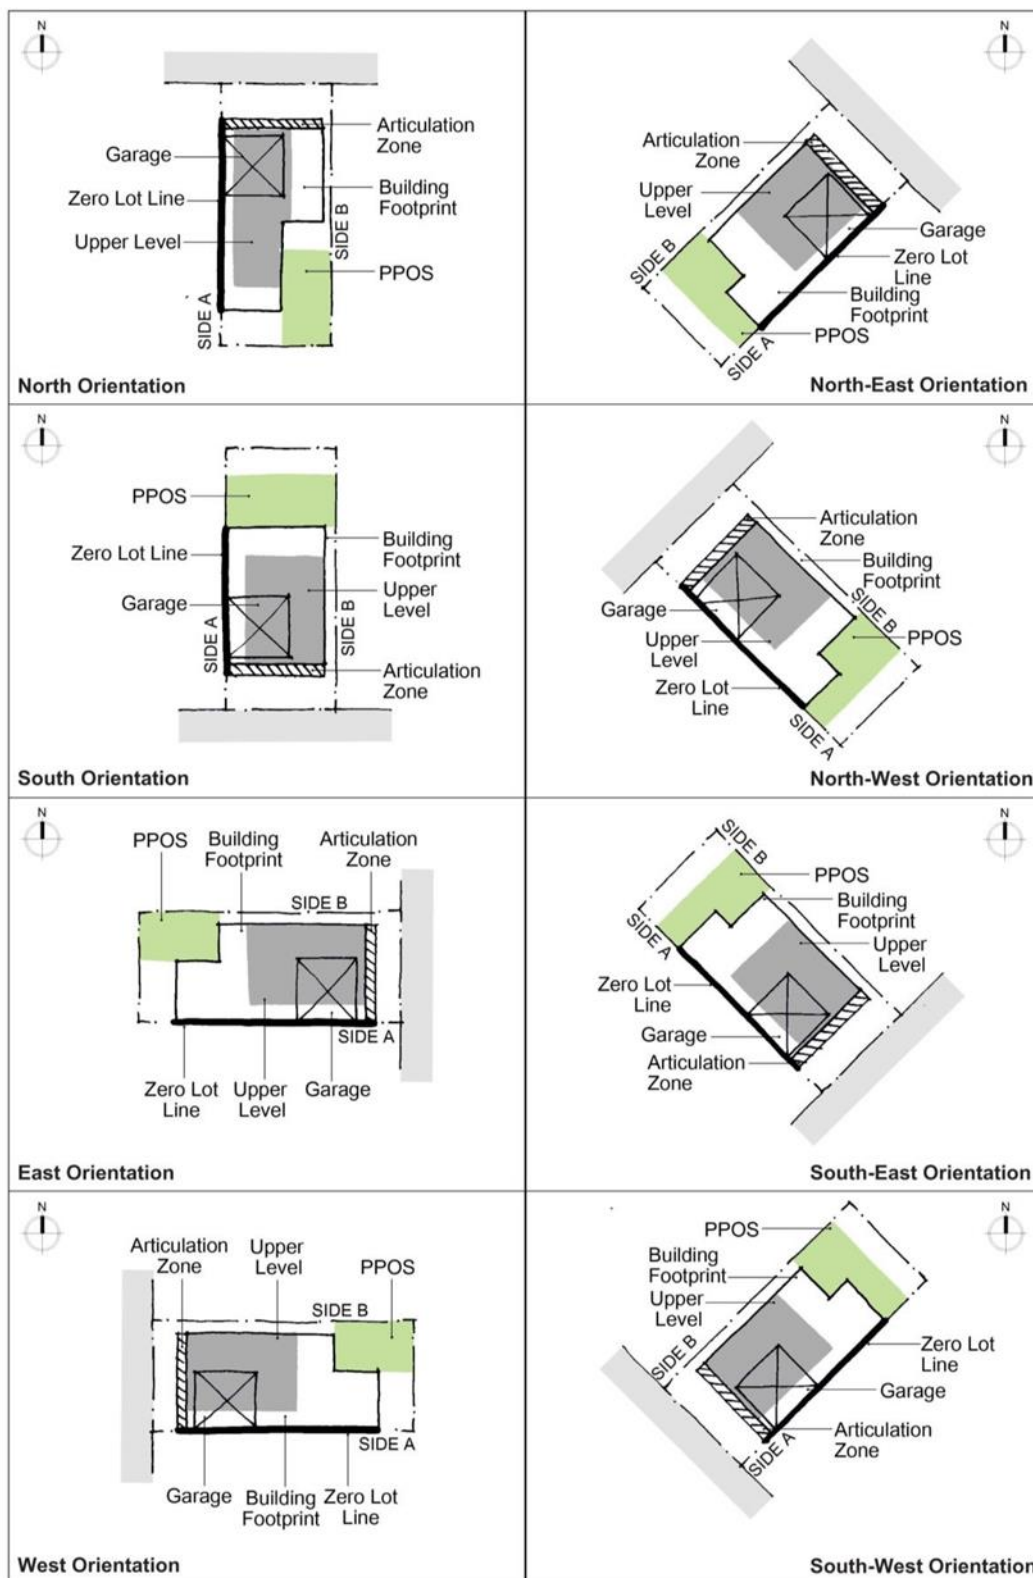 N
Garage
Articulation
Zone
Zero Lot Line
Building
Footprint
Upper Level
SIDE B
PPOS
SIDE A
North Orientation
N
Articulation
Zone
Upper
Level
Garage
SIDE B
Zero Lot
Line
Building
Footprint
PPOS
SIDE A
North-East Orientation
N
PPOS
Zero Lot Line
Building
Footprint
Garage
Upper
Level
SIDE A
SIDE B
Articulation
Zone
South Orientation
N
Articulation
Zone
Building
Footprint
Garage
SIDE B
Upper
Level
PPOS
Zero Lot
Line
SIDE A
North-West Orientation
N
PPOS
Building
Footprint
Articulation
Zone
SIDE B
SIDE A
Zero Lot
Line
Upper
Level
Garage
East Orientation
N
SIDE B
PPOS
Building
Footprint
SIDE A
Upper
Level
Zero Lot
Line
Garage
Articulation
Zone
South-East Orientation
N
Articulation
Zone
Upper
Level
PPOS
SIDE B
SIDE A
Garage
Building
Footprint
Zero Lot
Line
West Orientation
N
PPOS
Building
Footprint
Upper
Level
SIDE B
Zero Lot
Line
Garage
Articulation
Zone
SIDE A
South-West Orientation